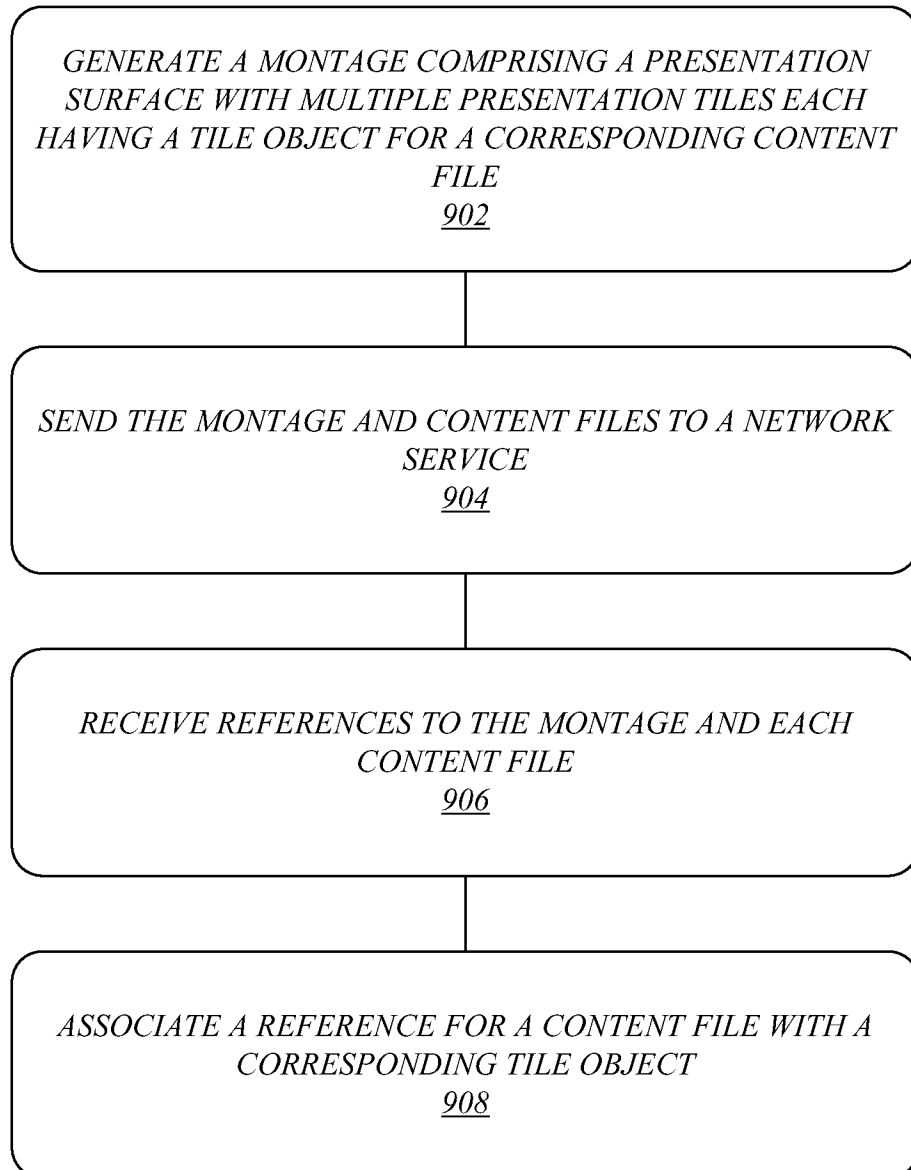 GENERATE A MONTAGE COMPRISING A PRESENTATION
SURFACE WITH MULTIPLE PRESENTATION TILES EACH
HAVING A TILE OBJECT FOR A CORRESPONDING CONTENT
FILE
902
SEND THE MONTAGE AND CONTENT FILES TO A NETWORK
SERVICE
904
RECEIVE REFERENCES TO THE MONTAGE AND EACH
CONTENT FILE
906
ASSOCIATE A REFERENCE FOR A CONTENT FILE WITH A
CORRESPONDING TILE OBJECT
908